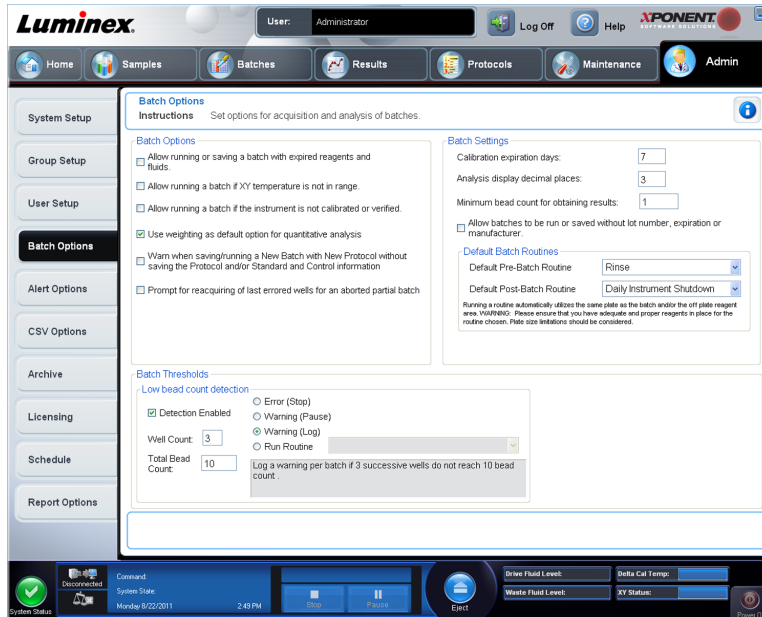 Luminex.
User: Administrator
Log Off
Help
XPONENT.
SOFTWARE SOLUTIONS
Home
Samples
Batches
Results
Protocols
Maintenance
Admin
System Setup
Group Setup
User Setup
Batch Options
Alert Options
CSV Options
Archive
Licensing
Schedule
Report Options
Batch Options
Instructions Set options for acquisition and analysis of batches.
Batch Options
Allow running or saving a batch with expired reagents and
fluids.
Allow running a batch if XY temperature is not in range.
Allow running a batch if the instrument is not calibrated or verified.
Use weighting as default option for quantitative analysis
Warn when saving/running a New Batch with New Protocol without
saving the Protocol and/or Standard and Control information
Prompt for reacquiring of last errored wells for an aborted partial batch
Batch Settings
Calibration expiration days: 7
Analysis display decimal places: 3
Minimum bead count for obtaining results: 1
Allow batches to be run or saved without lot number, expiration or
manufacturer.
Default Batch Routines
Default Pre-Batch Routine Rinse
Default Post-Batch Routine Daily Instrument Shutdown
Running a routine automatically utilizes the same plate as the batch and/or the off plate reagent
area. WARNING: Please ensure that you have adequate and proper reagents in place for the
routine chosen. Plate size limitations should be considered.
Batch Thresholds
Low bead count detection
Detection Enabled
Well Count: 3
Total Bead
Count: 10
Error (Stop)
Warning (Pause)
Warning (Log)
Run Routine
Log a warning per batch if 3 successive wells do not reach 10 bead
count .
System Status
Disconnected
Command:
System State:
Monday 8/22/2011 2:49 PM
Stop
Pause
Eject
Drive Fluid Level:
Waste Fluid Level:
Delta Cal Temp:
XY Status: